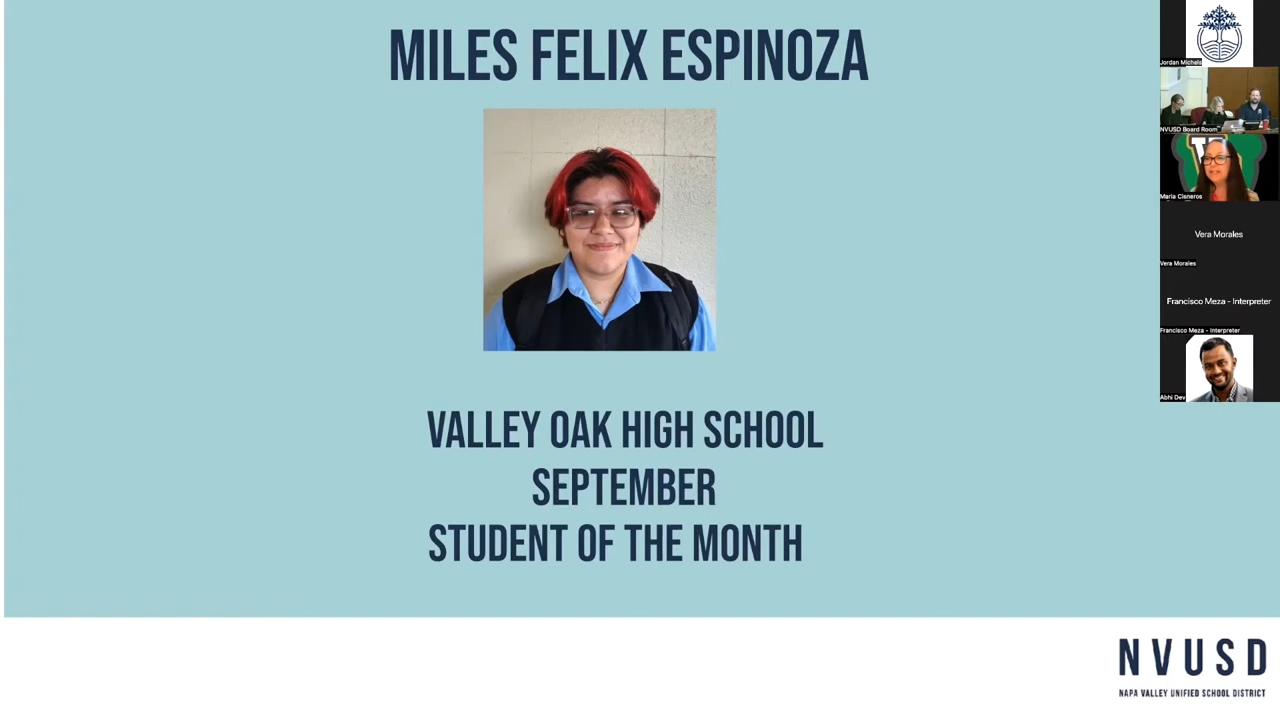 MILES FELIX ESPINOZA
VALLEY OAK HIGH SCHOOL
SEPTEMBER
STUDENT OF THE MONTH
NVUSD
NAPA VALLEY UNIFIED SCHOOL DISTRICT
Jordan Michels
NVUSD Board Room
Maria Cisneros
Vera Morales
Vera Morales
Francisco Meza - Interpreter
Francisco Meza - Interpreter
Abhi Dev